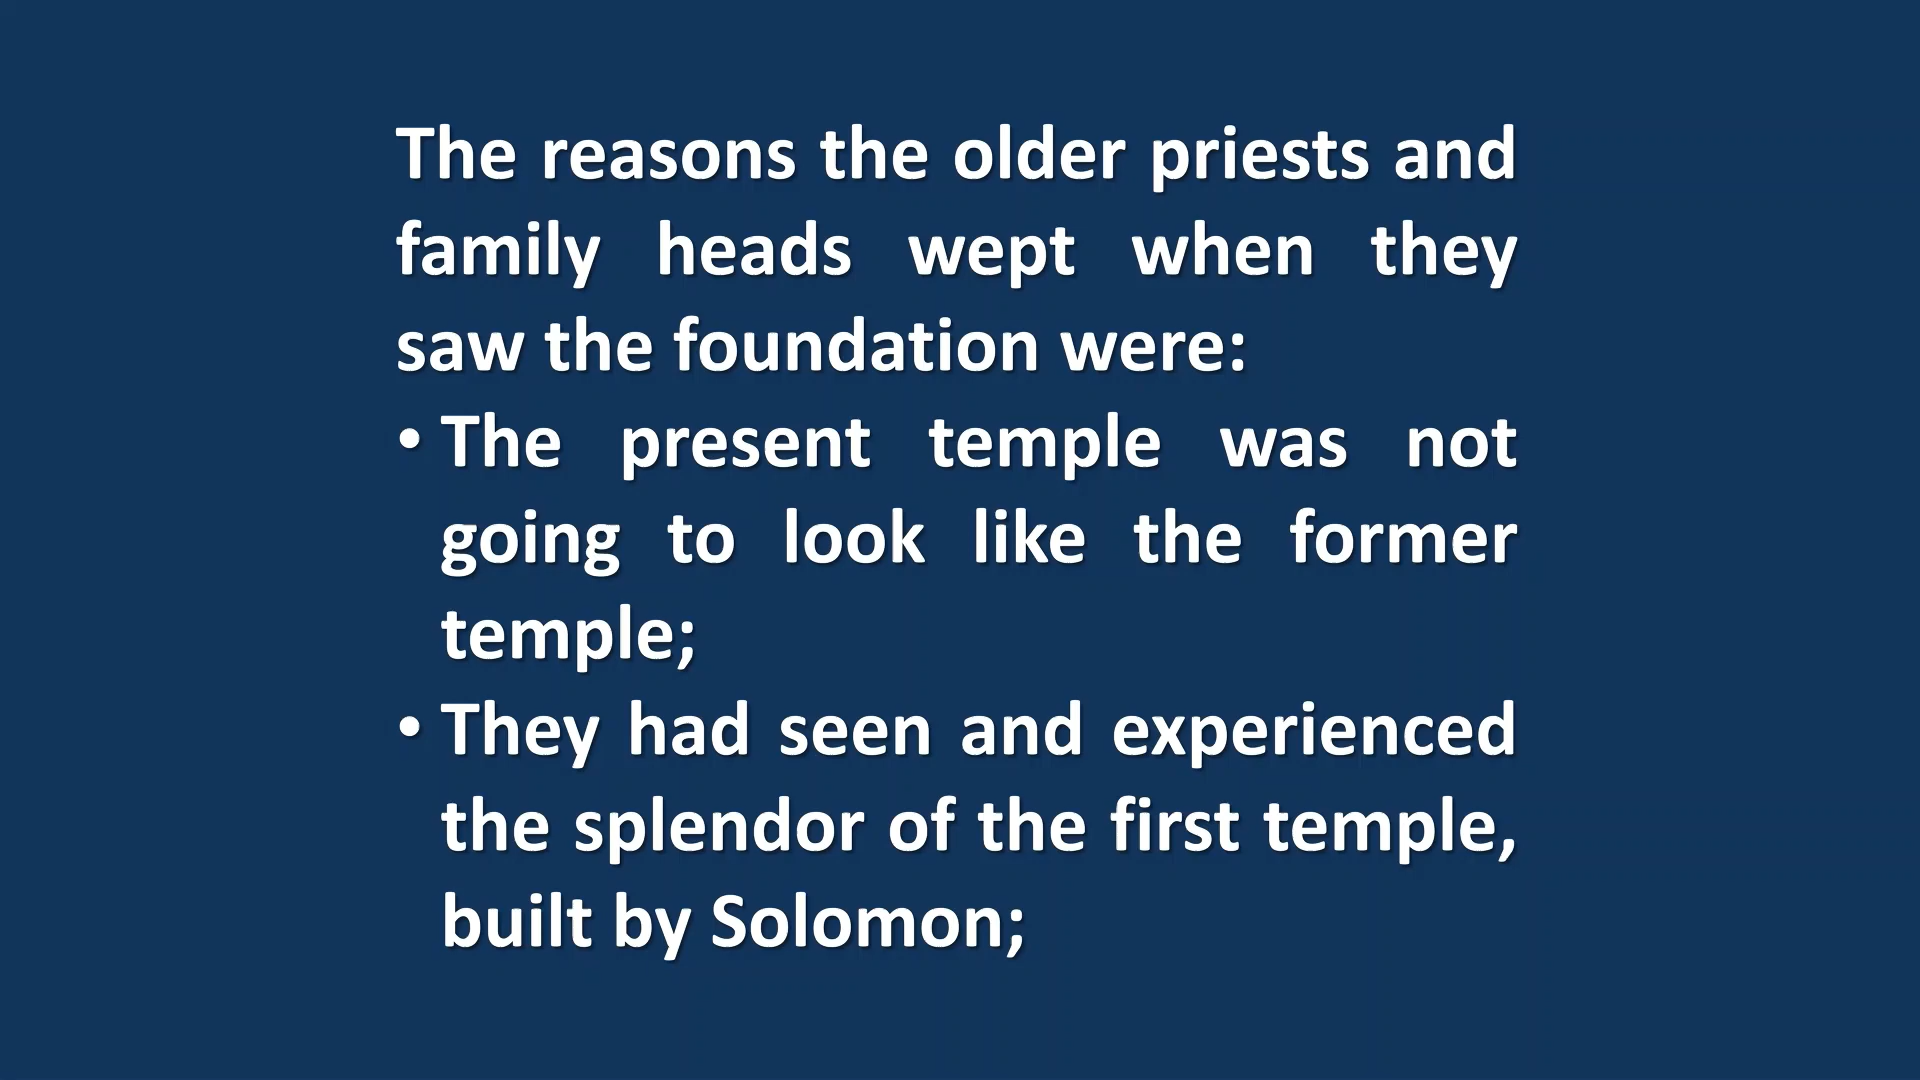 The reasons the older priests and
family heads wept when they
saw the foundation were:
• The present temple was not
going to look like the former
temple;
• They had seen and experienced
the splendor of the first temple,
built by Solomon;